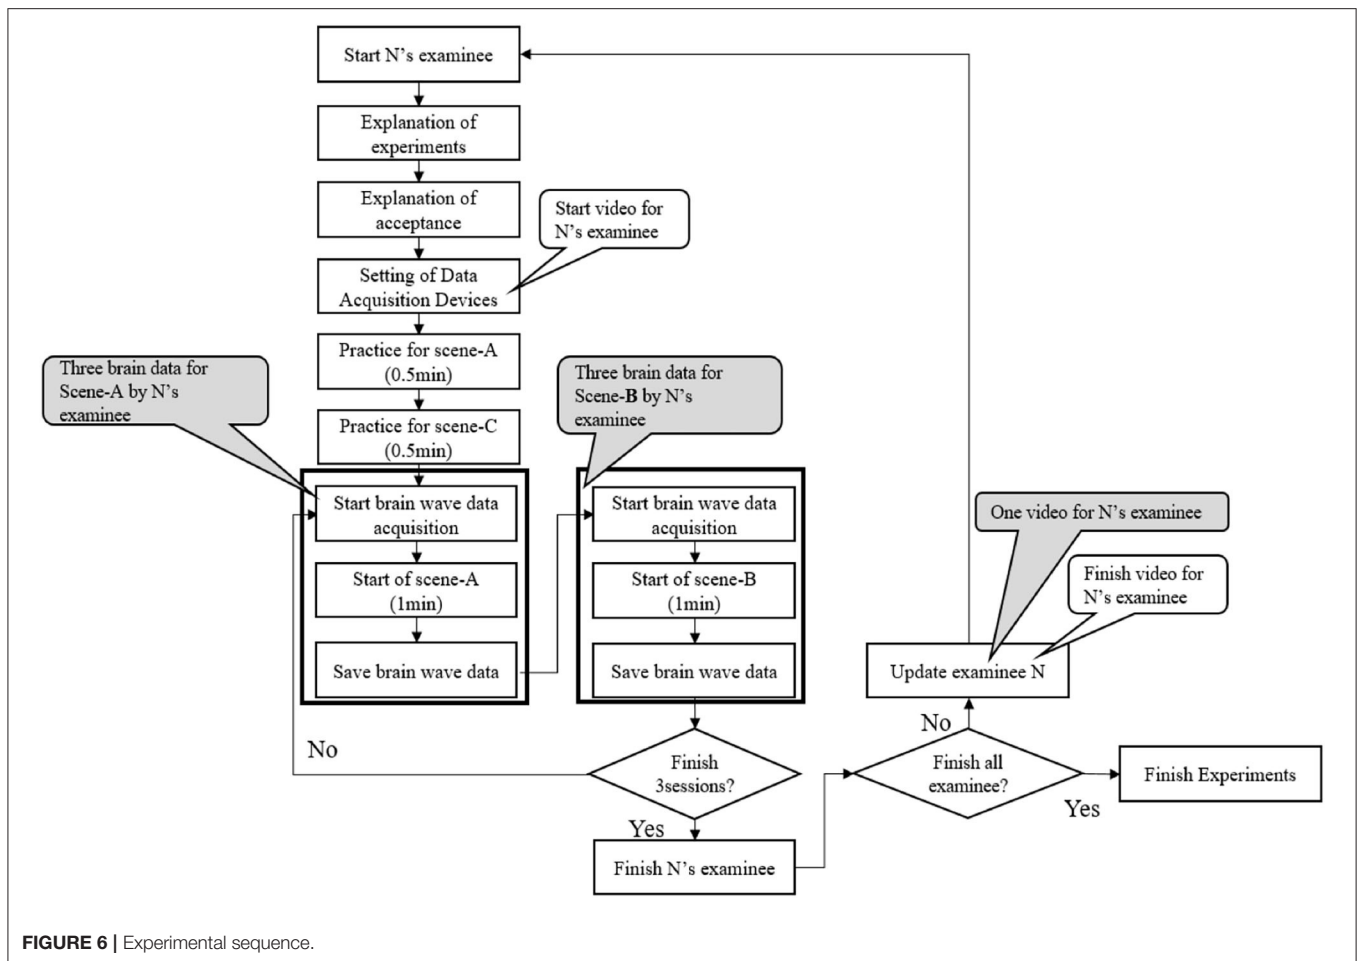 Start N's examinee
Explanation of
experiments
Explanation of
acceptance
Start video for
N's examinee
Setting of Data
Acquisition Devices
Practice for scene-A
(0.5min)
Three brain data for
Scene-A by N's
examinee
Practice for scene-C
(0.5min)
Three brain data for
Scene-B by N's
examinee
Start brain wave data
acquisition
Start of scene-A
(1min)
Save brain wave data
Start brain wave data
acquisition
Start of scene-B
(1min)
Save brain wave data
No
Finish
3sessions?
Yes
Finish N's examinee
One video for N's examinee
Finish video for
N's examinee
Update examinee N
No
Finish all
examinee?
Yes
Finish Experiments
FIGURE 6 | Experimental sequence.